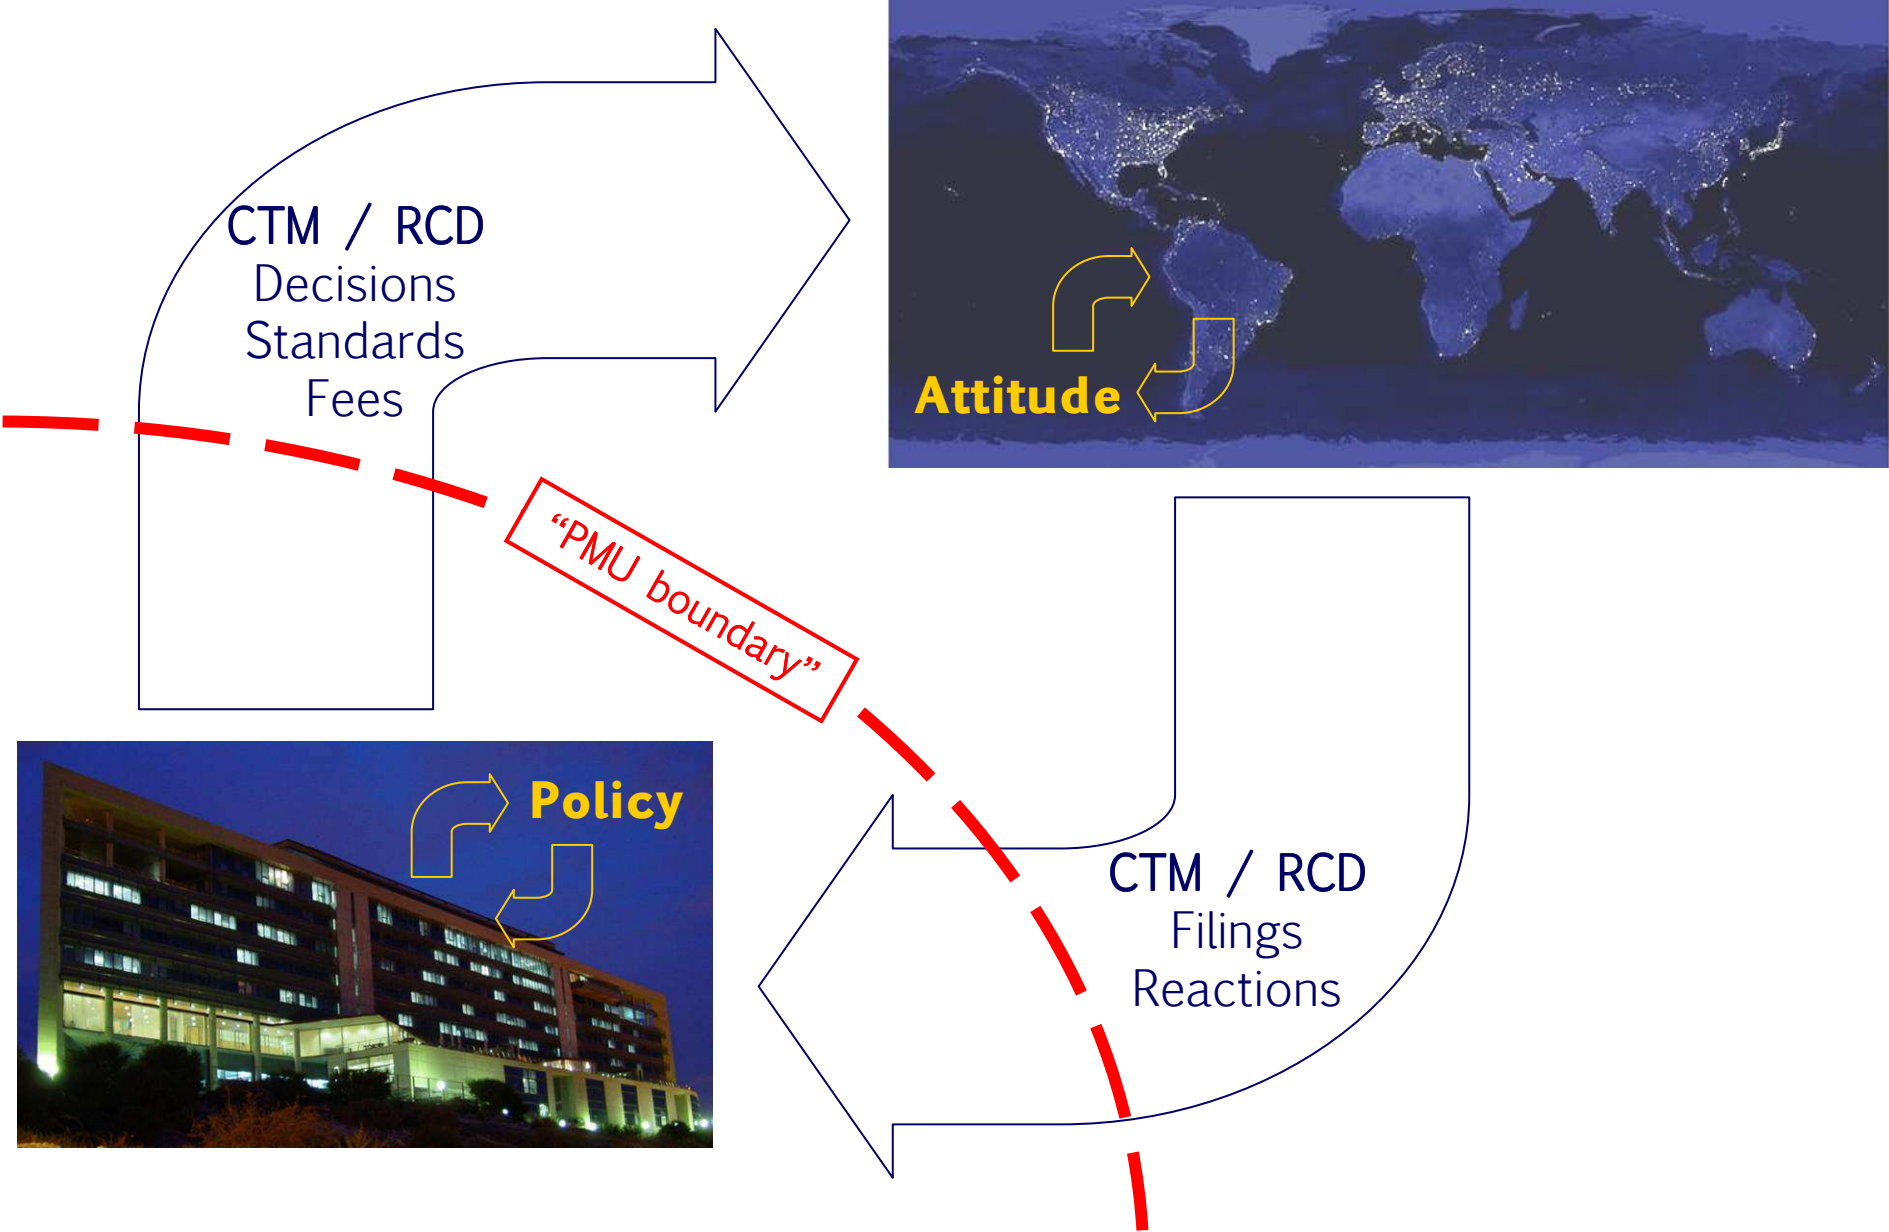 CTM / RCD
Decisions
Standards
Fees
Attitude
“PMU boundary”
Policy
CTM / RCD
Filings
Reactions